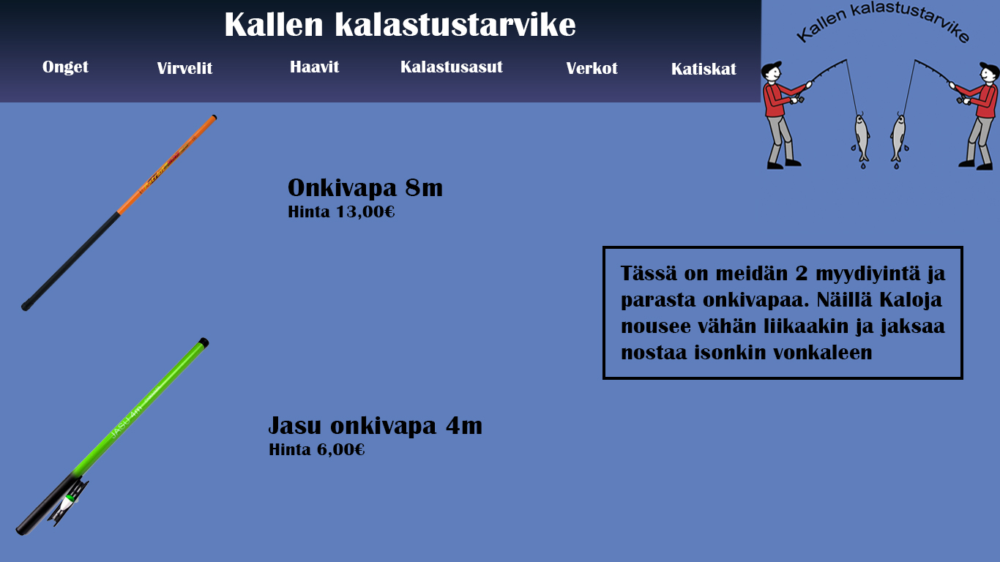 Kallen kalastustarvike
Kallen kalastustarvike
Onget Virvelit Haavit Kalastusasut Verkot Katiskat
Onkivapa 8m
Hinta 13,00€
Tässä on meidän 2 myydiyintä ja
parasta onkivapaa. Näillä Kaloja
nousee vähän liikaakin ja jaksaa
nostaa isonkin vonkaleen
JASU 4m
Jasu onkivapa 4m
Hinta 6,00€